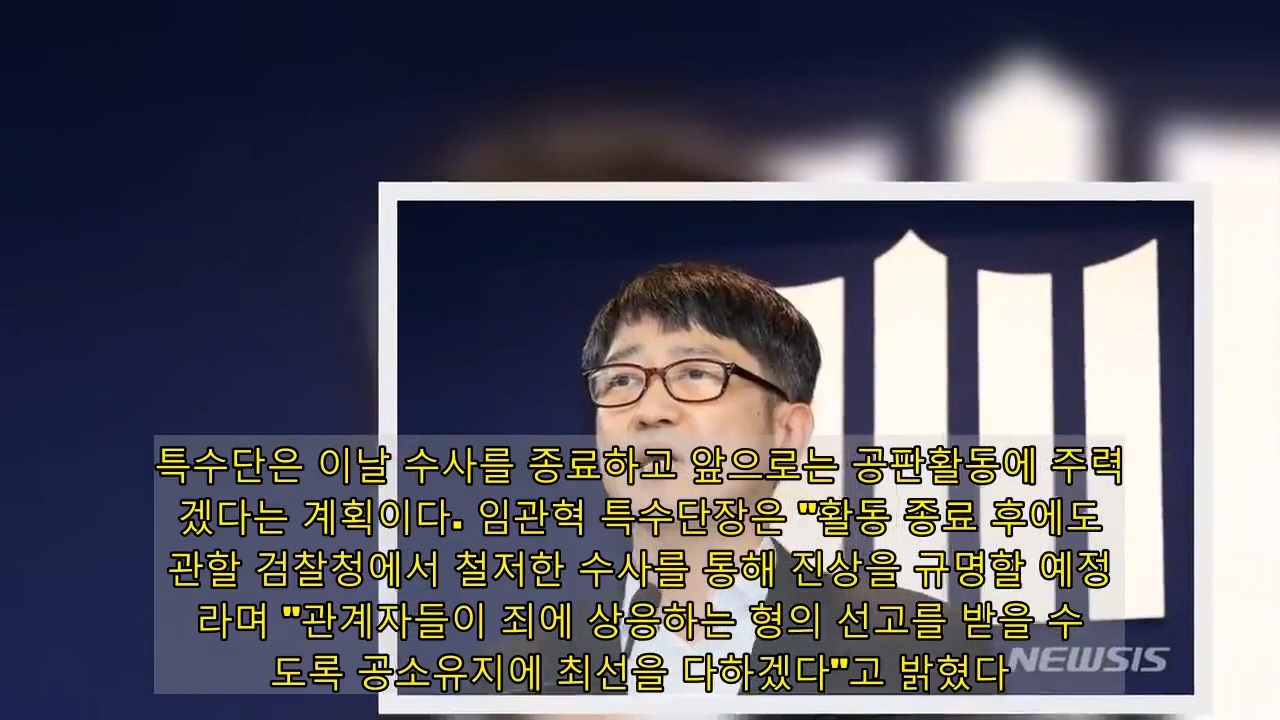 특수단은 이날 수사를 종료하고 앞으로는 공판활동에 주력
겠다는 계획이다. 임관혁 특수단장은 "활동 종료 후에도
관할 검찰청에서 철저한 수사를 통해 진상을 규명할 예정
라며 "관계자들이 죄에 상응하는 형의 선고를 받을 수
도록 공소유지에 최선을 다하겠다"고 밝혔다
NEWSIS